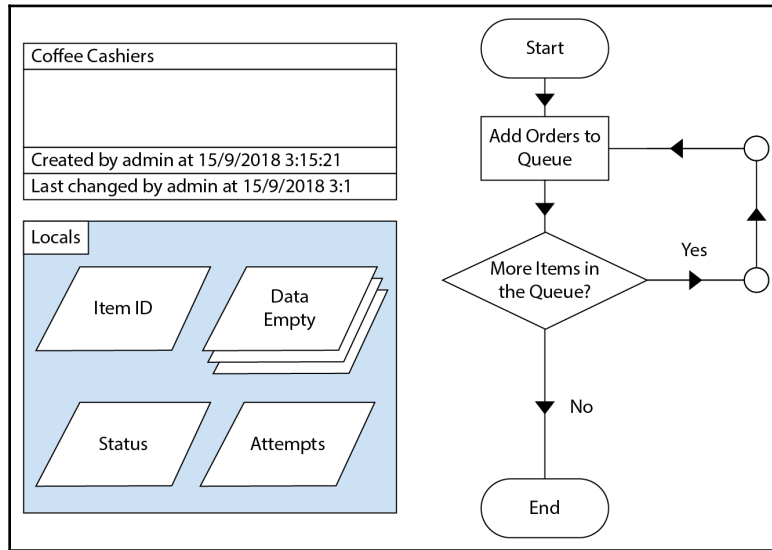 Coffee Cashiers
Created by admin at 15/9/2018 3:15:21
Last changed by admin at 15/9/2018 3:1
Locals
Item ID
Data
Empty
Status
Attempts
Start
Add Orders to
Queue
More Items in
the Queue?
Yes
No
End